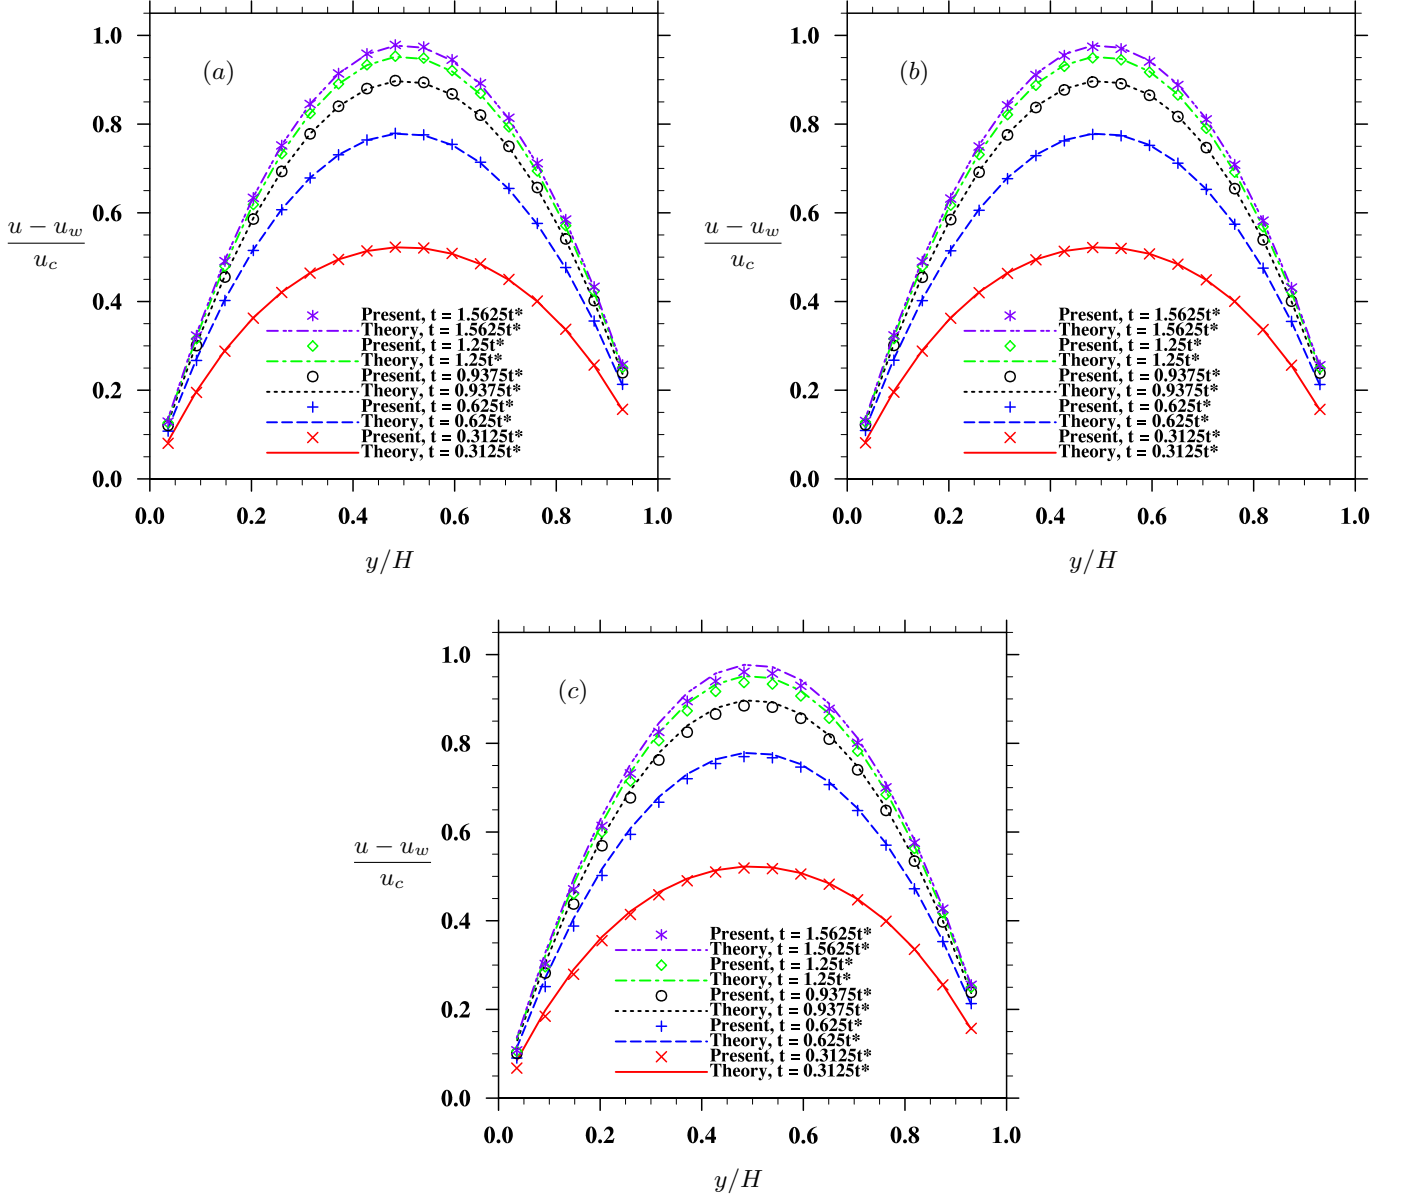 (a)
1.0
0.8
0.6
0.4
0.2
0.0
u − u_w
u_c
Present, t = 1.5625t*
Theory, t = 1.5625t*
Present, t = 1.25t*
Theory, t = 1.25t*
Present, t = 0.9375t*
Theory, t = 0.9375t*
Present, t = 0.625t*
Theory, t = 0.625t*
Present, t = 0.3125t*
Theory, t = 0.3125t*
0.0 0.2 0.4 0.6 0.8 1.0
y/H
(b)
1.0
0.8
0.6
0.4
0.2
0.0
u − u_w
u_c
Present, t = 1.5625t*
Theory, t = 1.5625t*
Present, t = 1.25t*
Theory, t = 1.25t*
Present, t = 0.9375t*
Theory, t = 0.9375t*
Present, t = 0.625t*
Theory, t = 0.625t*
Present, t = 0.3125t*
Theory, t = 0.3125t*
0.0 0.2 0.4 0.6 0.8 1.0
y/H
(c)
1.0
0.8
0.6
0.4
0.2
0.0
u − u_w
u_c
Present, t = 1.5625t*
Theory, t = 1.5625t*
Present, t = 1.25t*
Theory, t = 1.25t*
Present, t = 0.9375t*
Theory, t = 0.9375t*
Present, t = 0.625t*
Theory, t = 0.625t*
Present, t = 0.3125t*
Theory, t = 0.3125t*
0.0 0.2 0.4 0.6 0.8 1.0
y/H